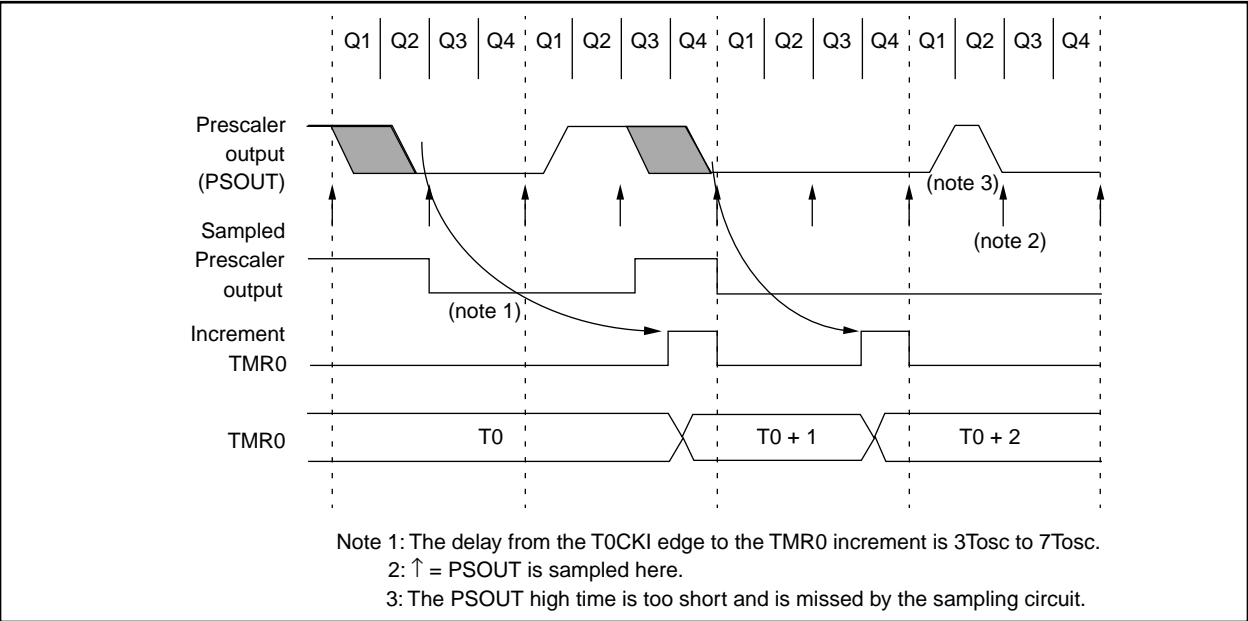 Q1 Q2 Q3 Q4 Q1 Q2 Q3 Q4 Q1 Q2 Q3 Q4 Q1 Q2 Q3 Q4
Prescaler
output
(PSOUT)
(note 3)
(note 2)
Sampled
Prescaler
output
(note 1)
Increment
TMR0
TMR0
T0
T0 + 1
T0 + 2
Note 1: The delay from the T0CKI edge to the TMR0 increment is 3Tosc to 7Tosc.
2: ↑ = PSOUT is sampled here.
3: The PSOUT high time is too short and is missed by the sampling circuit.